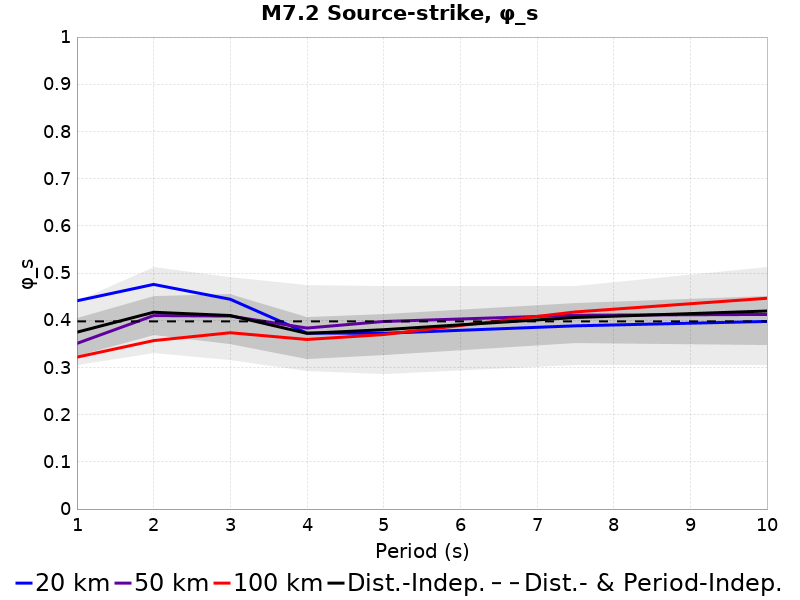 M7.2 Source-strike, φ_s
1
0.9
0.8
0.7
0.6
0.5
0.4
0.3
0.2
0.1
0
φ_s
1 2 3 4 5 6 7 8 9 10
Period (s)
20 km 50 km 100 km Dist.-Indep. Dist.- & Period-Indep.